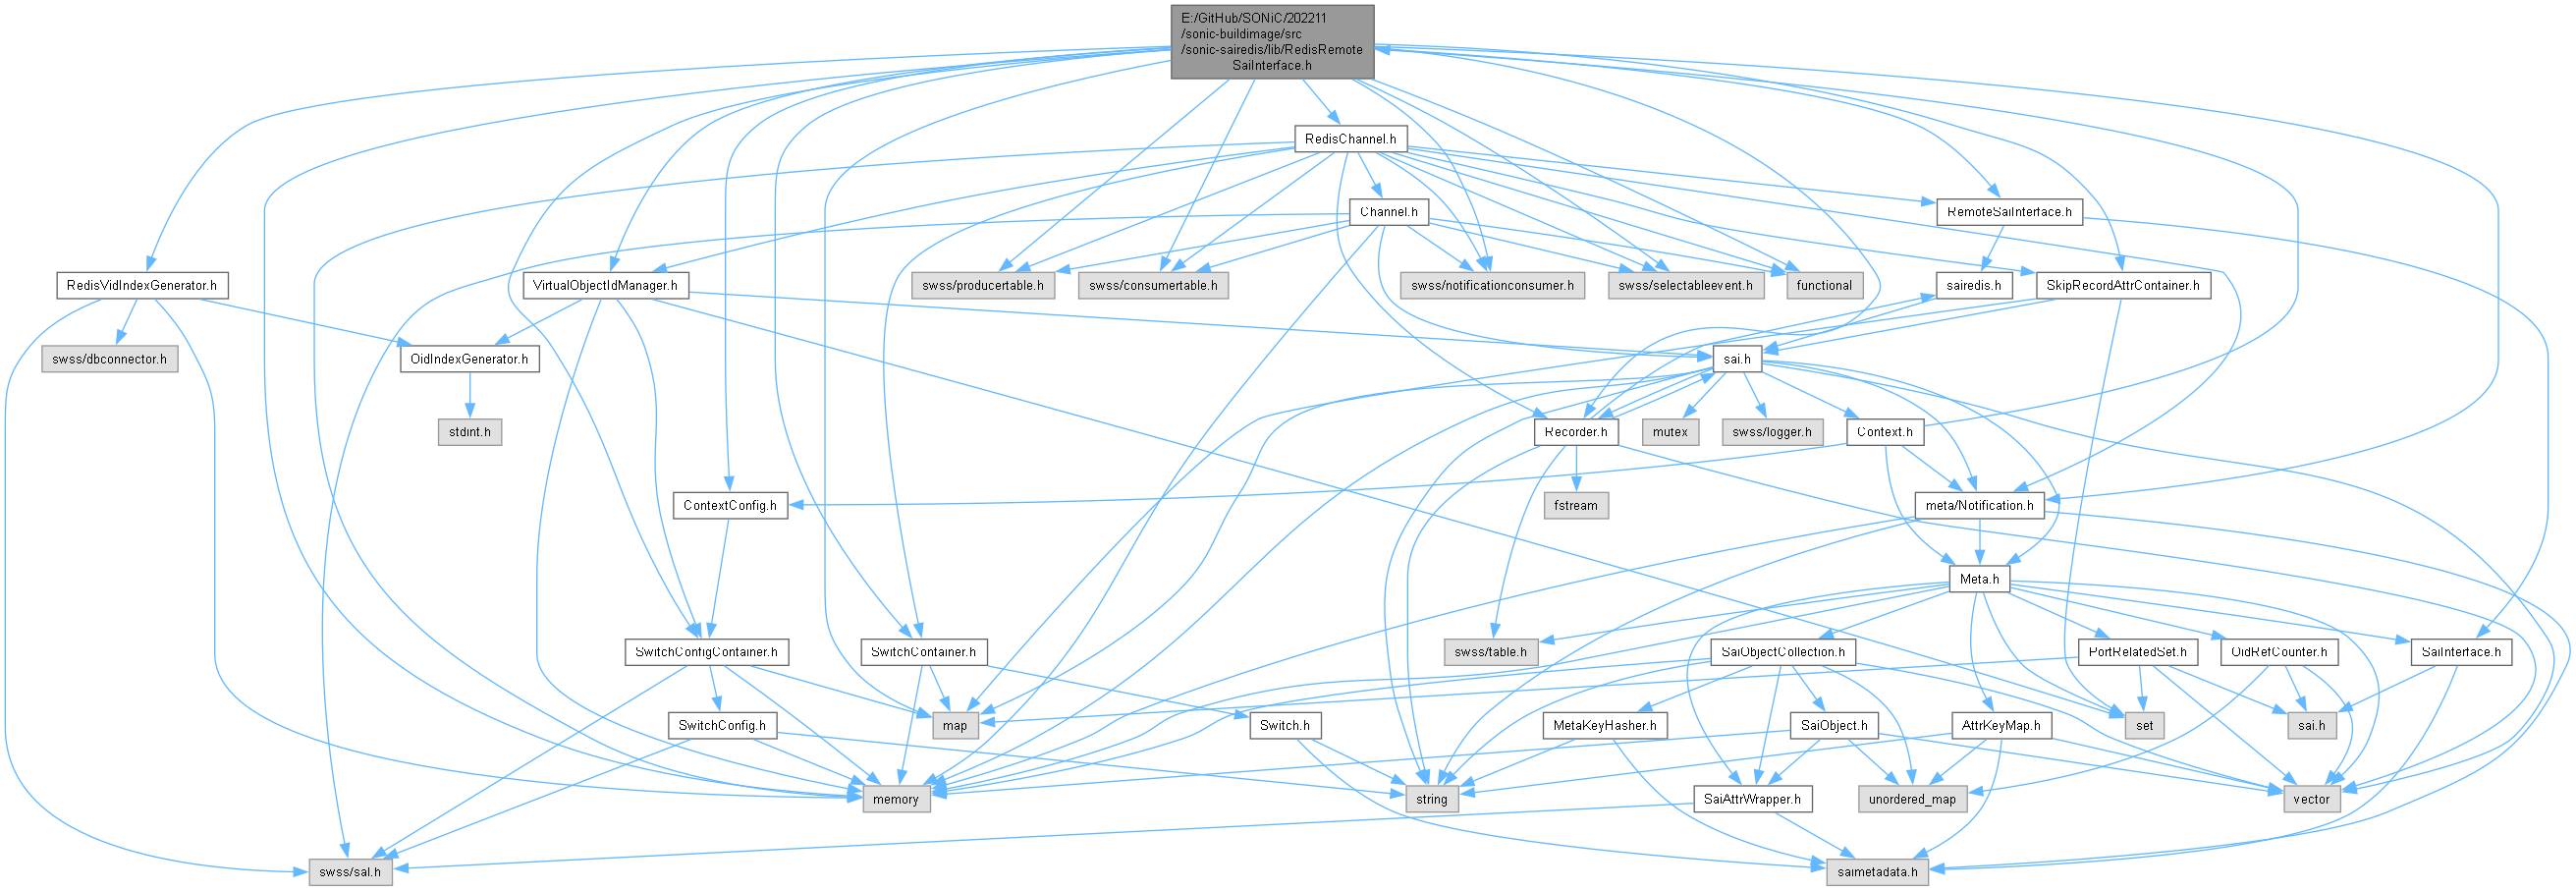 E:/GitHub/SONiC/202211
/sonic-buildimage/src
/sonic-sairedis/lib/RedisRemote
SaiInterface.h
RedisChannel.h
Channel.h
RemoteSaiInterface.h
RedisVidIndexGenerator.h
VirtualObjectIdManager.h
swss/producertable.h
swss/consumertable.h
swss/notificationconsumer.h
swss/selectableevent.h
functional
sairedis.h
SkipRecordAttrContainer.h
swss/dbconnector.h
OidIndexGenerator.h
sai.h
stdint.h
Recorder.h
mutex
swss/logger.h
Context.h
ContextConfig.h
fstream
meta/Notification.h
Meta.h
SwitchConfigContainer.h
SwitchContainer.h
swss/table.h
SaiObjectCollection.h
PortRelatedSet.h
OidRefCounter.h
SaiInterface.h
SwitchConfig.h
map
Switch.h
MetaKeyHasher.h
SaiObject.h
AttrKeyMap.h
set
sai.h
memory
string
SaiAttrWrapper.h
unordered_map
vector
swss/sal.h
saimetadata.h